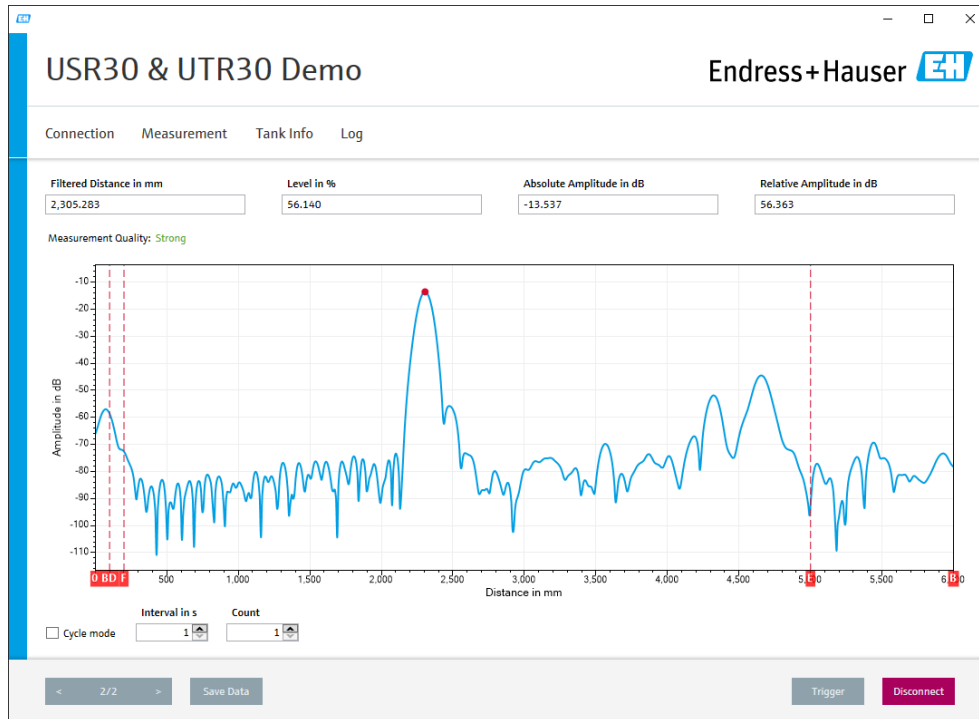 EH
USR30 & UTR30 Demo
Endress+Hauser EH
Connection Measurement Tank Info Log
Filtered Distance in mm Level in % Absolute Amplitude in dB Relative Amplitude in dB
2,305.283 56.140 -13.537 56.363
Measurement Quality: Strong
-10
-20
-30
-40
-50
-60
-70
-80
-90
-100
-110
Amplitude in dB
0 BD F 500 1,000 1,500 2,000 2,500 3,000 3,500 4,000 4,500 5,500
Distance in mm
Interval in s Count
Cycle mode 1 1
< 2/2 > Save Data Trigger Disconnect